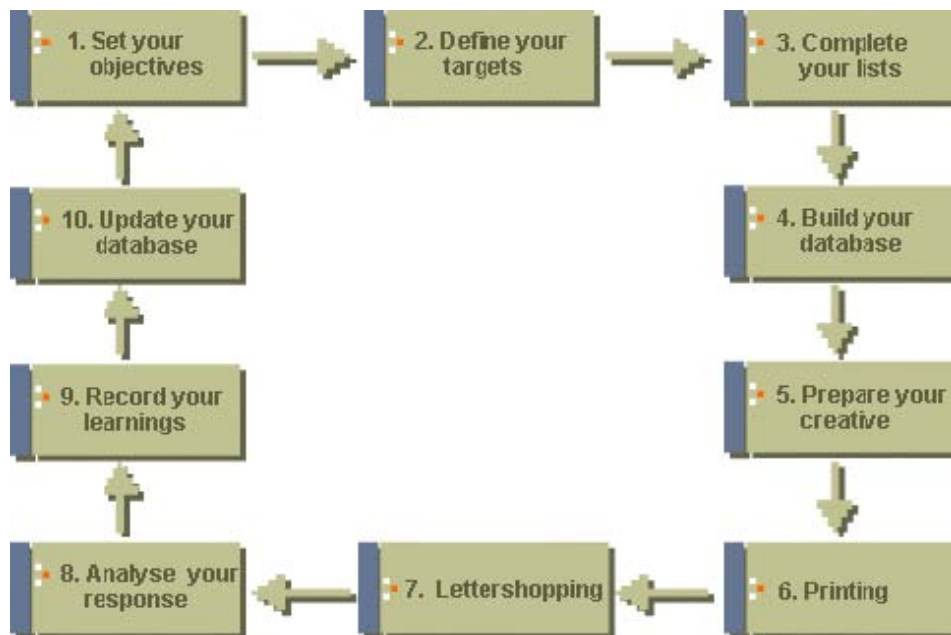 1. Set your
objectives
2. Define your
targets
3. Complete
your lists
4. Build your
database
5. Prepare your
creative
6. Printing
7. Lettershopping
8. Analyse your
response
9. Record your
learnings
10. Update your
database